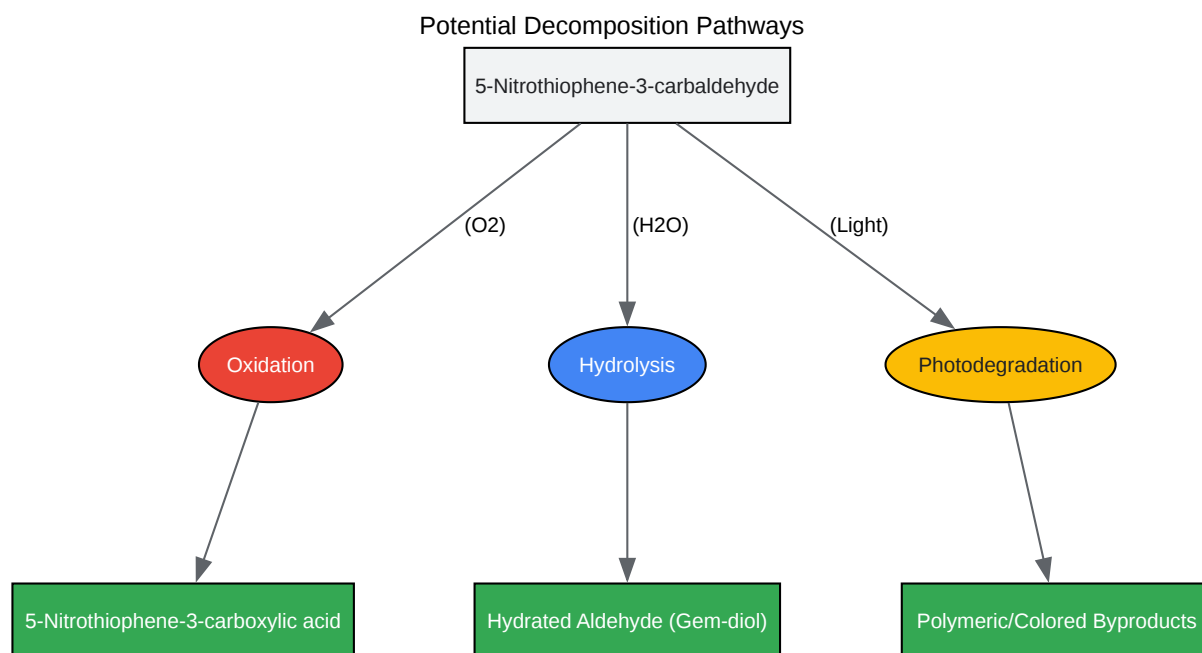 Potential Decomposition Pathways
5-Nitrothiophene-3-carbaldehyde
(O2)
(H2O)
(Light)
Oxidation
Hydrolysis
Photodegradation
5-Nitrothiophene-3-carboxylic acid
Hydrated Aldehyde (Gem-diol)
Polymeric/Colored Byproducts